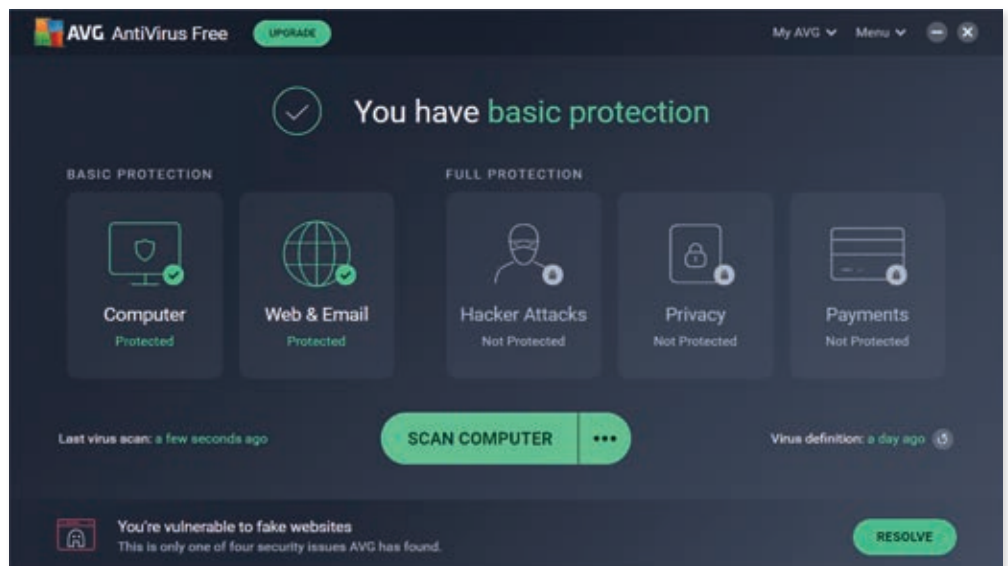 AVG AntiVirus Free UPGRADE My AVG Menu
You have basic protection
BASIC PROTECTION FULL PROTECTION
Computer Web & Email Hacker Attacks Privacy Payments
Protected Protected Not Protected Not Protected Not Protected
Last virus scan: a few seconds ago SCAN COMPUTER Virus definition: a day ago
You're vulnerable to fake websites
This is only one of four security issues AVG has found. RESOLVE